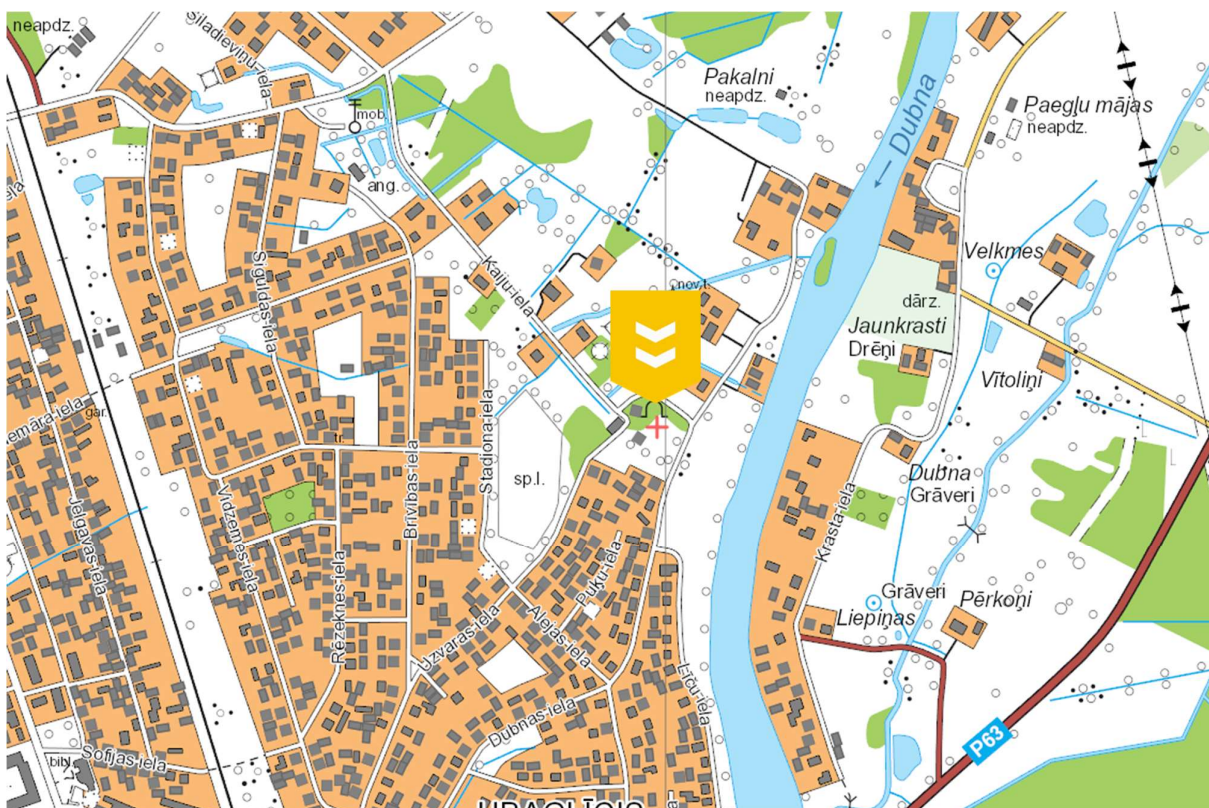 neapdz.
Siladieviņu iela
mob.
ang.
Pakalni
neapdz.
← Dubna
Paegļu mājas
neapdz.
Siguldas-iela
Kaiju-iela
nov.t.
Velkmes
dārz.
Jaunkrasti
Drēņi
Vītoliņi
gar.
Stadiona-iela
sp.l.
Brīvības-iela
Vidzemes-iela
Jelgavas-iela
Rēzeknes-iela
Krasta-iela
Dubna
Grāveri
Puķu-iela
Alejas-iela
Uzvaras-iela
Grāveri
Liepiņas
Pērkoņi
Līču-iela
Dubnas-iela
Sofijas-iela
bibl.
P63